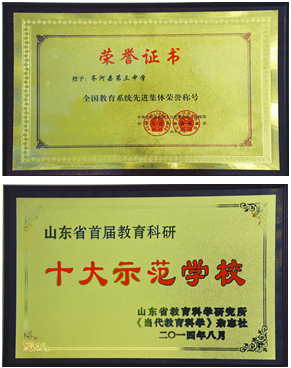 荣誉证书
授予：齐河县第三中学
全国教育系统先进集体荣誉称号
山东省首届教育科研
十大示范学校
山东省教育科学研究所
《当代教育科学》杂志社
二〇一四年八月